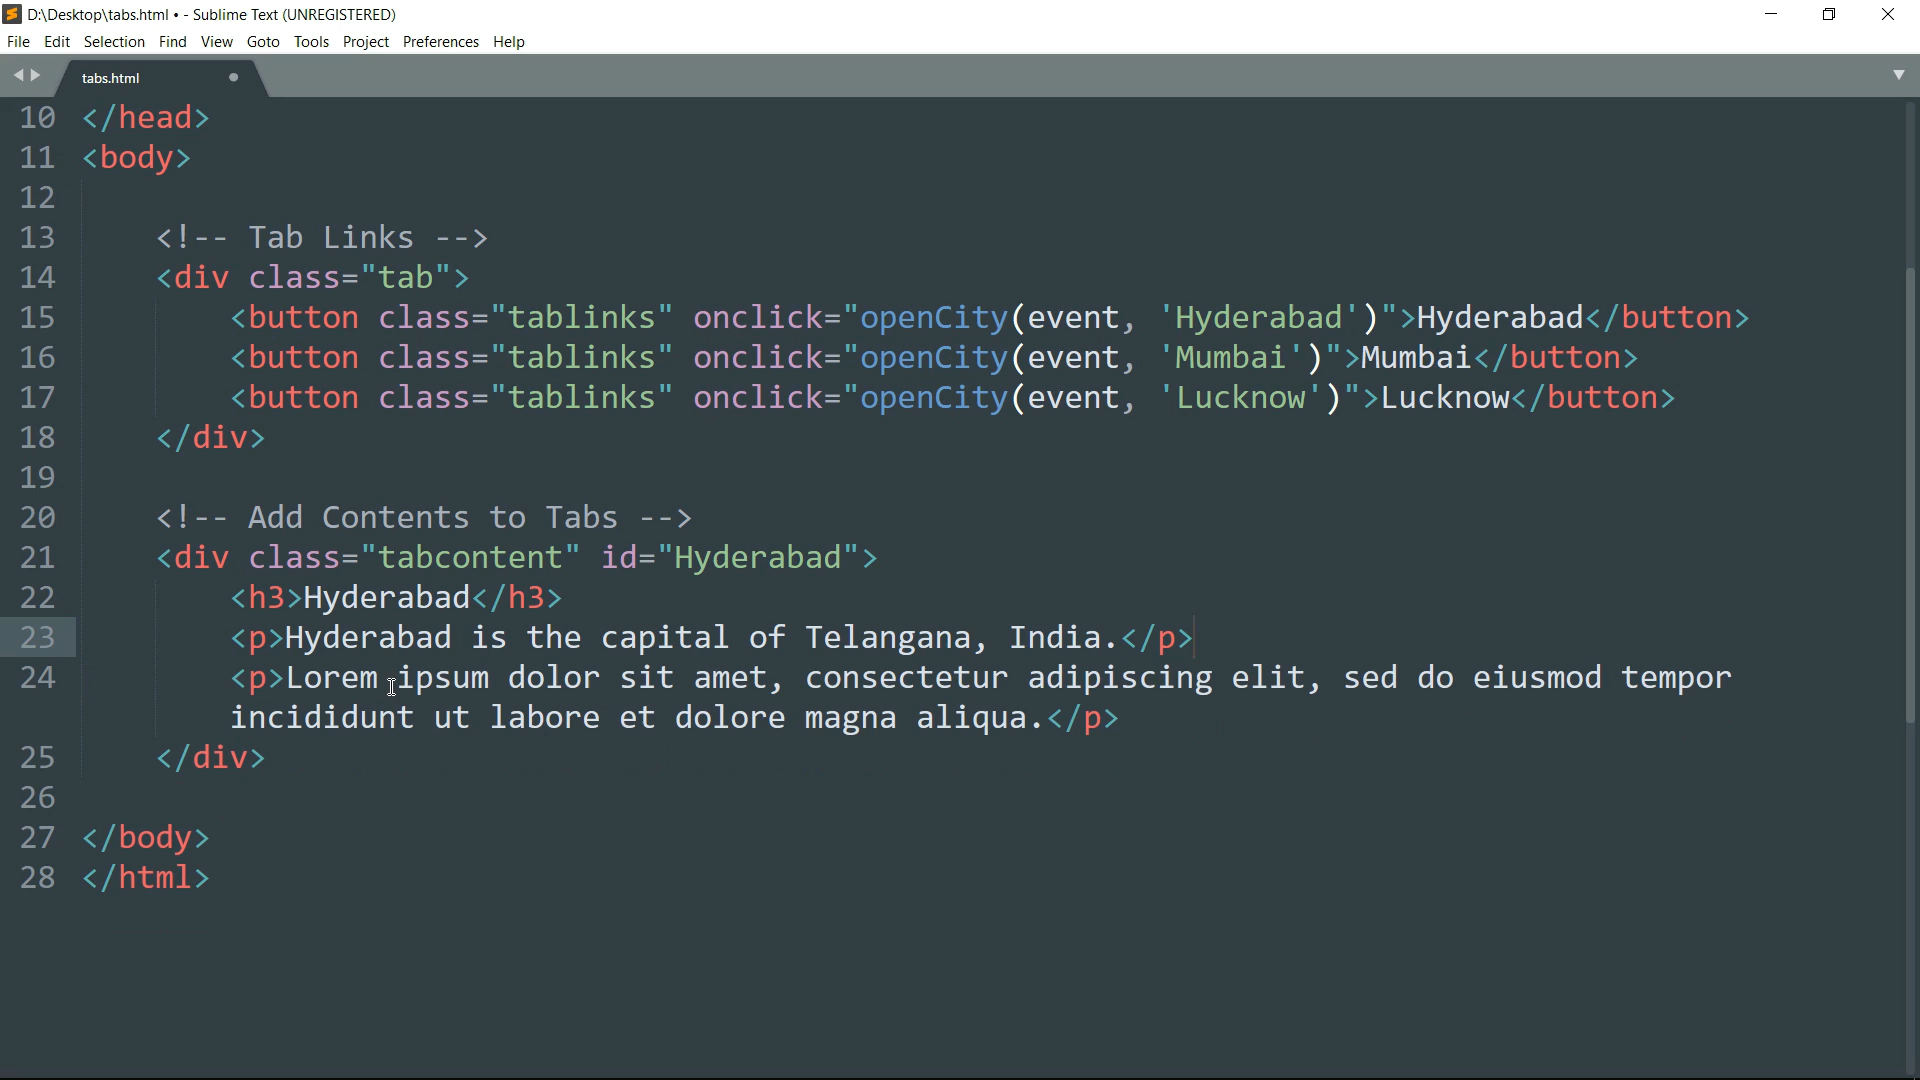 D:\Desktop\tabs.html • - Sublime Text (UNREGISTERED)
File Edit Selection Find View Goto Tools Project Preferences Help
tabs.html
10 </head>
11 <body>
12
13 <!-- Tab Links -->
14 <div class="tab">
15 <button class="tablinks" onclick="openCity(event, 'Hyderabad')">Hyderabad</button>
16 <button class="tablinks" onclick="openCity(event, 'Mumbai')">Mumbai</button>
17 <button class="tablinks" onclick="openCity(event, 'Lucknow')">Lucknow</button>
18 </div>
19
20 <!-- Add Contents to Tabs -->
21 <div class="tabcontent" id="Hyderabad">
22 <h3>Hyderabad</h3>
23 <p>Hyderabad is the capital of Telangana, India.</p>
24 <p>Lorem ipsum dolor sit amet, consectetur adipiscing elit, sed do eiusmod tempor
incididunt ut labore et dolore magna aliqua.</p>
25 </div>
26
27 </body>
28 </html>